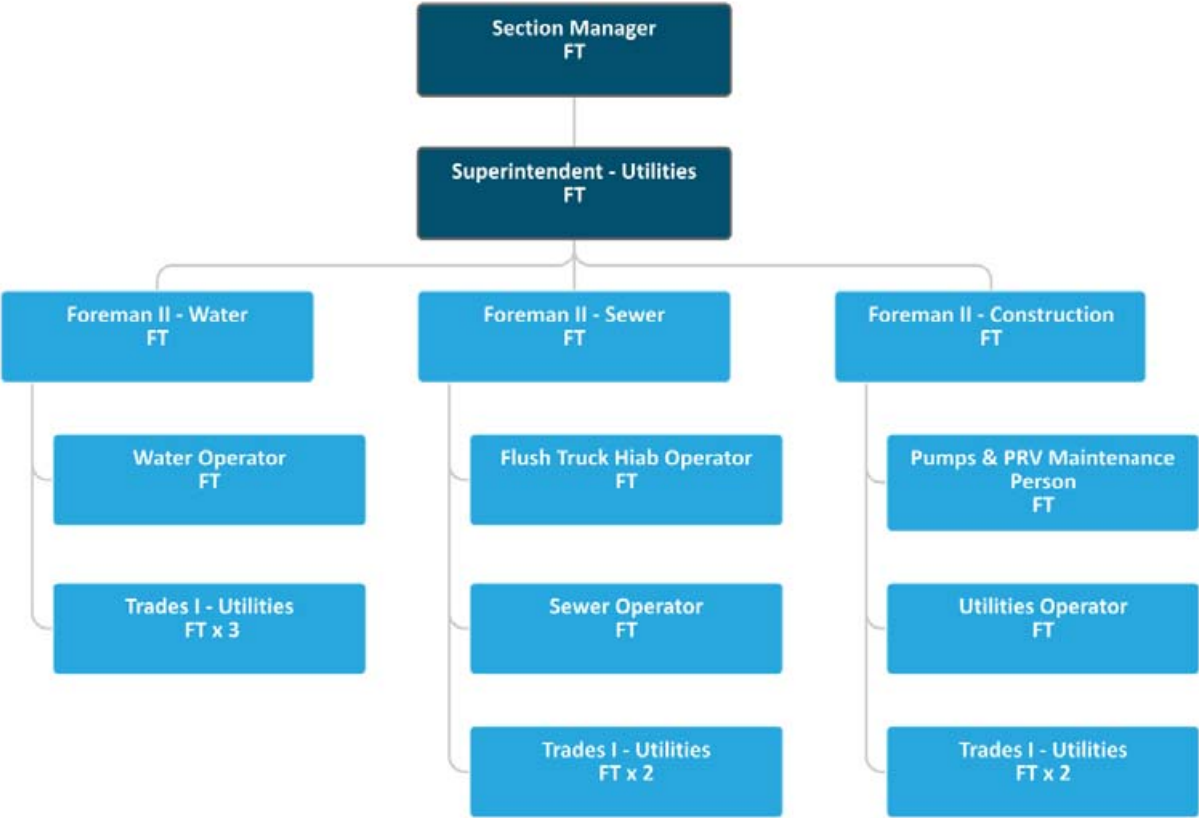 Section Manager
FT
Superintendent - Utilities
FT
Foreman II - Water
FT
Water Operator
FT
Trades I - Utilities
FT x 3
Foreman II - Sewer
FT
Flush Truck Hiab Operator
FT
Sewer Operator
FT
Trades I - Utilities
FT x 2
Foreman II - Construction
FT
Pumps & PRV Maintenance
Person
FT
Utilities Operator
FT
Trades I - Utilities
FT x 2